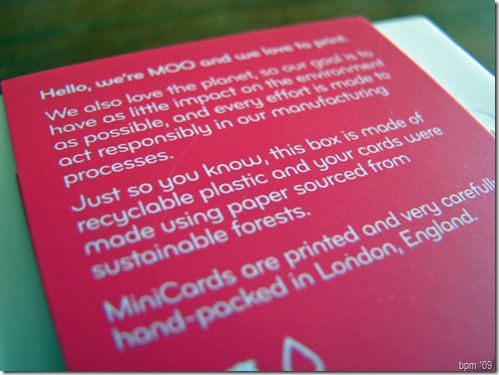 Hello, we're MOO and we love to print.
We also love the planet, so our goal is to
have as little impact on the environment
as possible, and every effort is made to
act responsibly in our manufacturing
processes.
Just so you know, this box is made of
recyclable plastic and your cards were
made using paper sourced from
sustainable forests.
MiniCards are printed and very carefully
hand-packed in London, England.
bpm '09